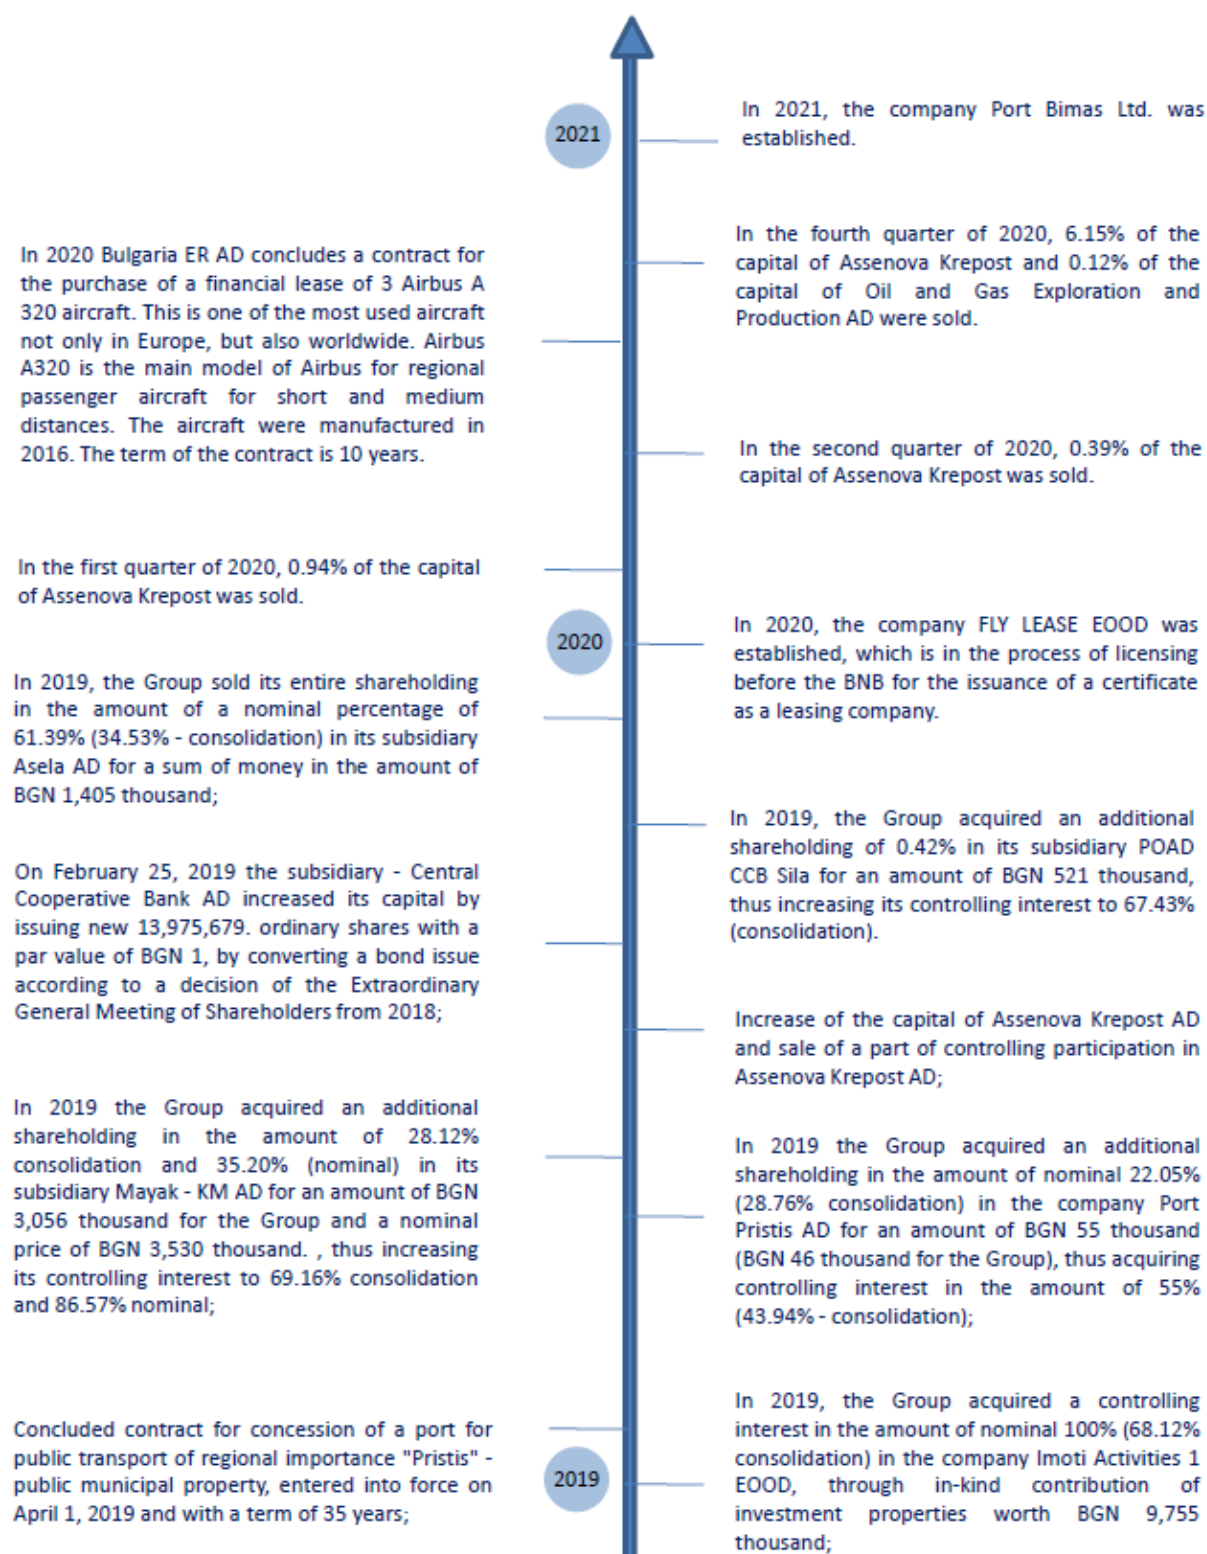 2021
In 2021, the company Port Bimas Ltd. was
established.
In the fourth quarter of 2020, 6.15% of the
capital of Assenova Krepost and 0.12% of the
capital of Oil and Gas Exploration and
Production AD were sold.
In 2020 Bulgaria ER AD concludes a contract for
the purchase of a financial lease of 3 Airbus A
320 aircraft. This is one of the most used aircraft
not only in Europe, but also worldwide. Airbus
A320 is the main model of Airbus for regional
passenger aircraft for short and medium
distances. The aircraft were manufactured in
2016. The term of the contract is 10 years.
In the second quarter of 2020, 0.39% of the
capital of Assenova Krepost was sold.
In the first quarter of 2020, 0.94% of the capital
of Assenova Krepost was sold.
2020
In 2020, the company FLY LEASE EOOD was
established, which is in the process of licensing
before the BNB for the issuance of a certificate
as a leasing company.
In 2019, the Group sold its entire shareholding
in the amount of a nominal percentage of
61.39% (34.53% - consolidation) in its subsidiary
Asela AD for a sum of money in the amount of
BGN 1,405 thousand;
In 2019, the Group acquired an additional
shareholding of 0.42% in its subsidiary POAD
CCB Sila for an amount of BGN 521 thousand,
thus increasing its controlling interest to 67.43%
(consolidation).
On February 25, 2019 the subsidiary - Central
Cooperative Bank AD increased its capital by
issuing new 13,975,679. ordinary shares with a
par value of BGN 1, by converting a bond issue
according to a decision of the Extraordinary
General Meeting of Shareholders from 2018;
Increase of the capital of Assenova Krepost AD
and sale of a part of controlling participation in
Assenova Krepost AD;
In 2019 the Group acquired an additional
shareholding in the amount of 28.12%
consolidation and 35.20% (nominal) in its
subsidiary Mayak - KM AD for an amount of BGN
3,056 thousand for the Group and a nominal
price of BGN 3,530 thousand. , thus increasing
its controlling interest to 69.16% consolidation
and 86.57% nominal;
In 2019 the Group acquired an additional
shareholding in the amount of nominal 22.05%
(28.76% consolidation) in the company Port
Pristis AD for an amount of BGN 55 thousand
(BGN 46 thousand for the Group), thus acquiring
controlling interest in the amount of 55%
(43.94% - consolidation);
Concluded contract for concession of a port for
public transport of regional importance "Pristis" -
public municipal property, entered into force on
April 1, 2019 and with a term of 35 years;
2019
In 2019, the Group acquired a controlling
interest in the amount of nominal 100% (68.12%
consolidation) in the company Imoti Activities 1
EOOD, through in-kind contribution of
investment properties worth BGN 9,755
thousand;